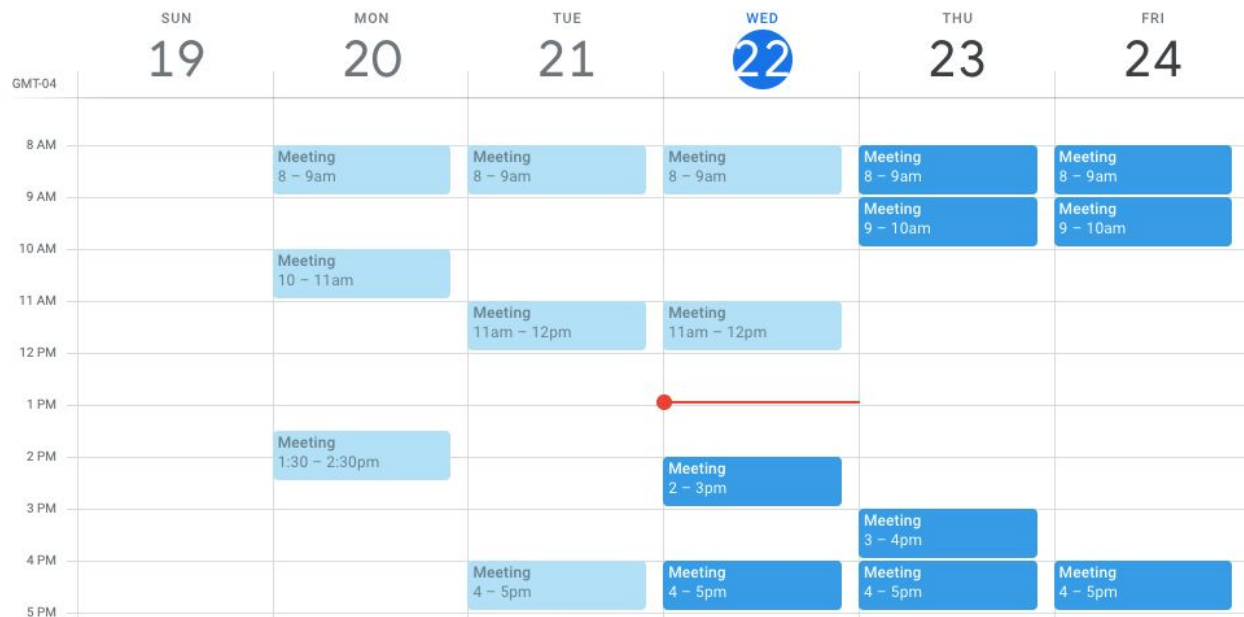 SUN MON TUE WED THU FRI
19 20 21 22 23 24
GMT-04
8 AM
Meeting Meeting Meeting Meeting Meeting
8 – 9am 8 – 9am 8 – 9am 8 – 9am 8 – 9am
9 AM
Meeting Meeting
9 – 10am 9 – 10am
10 AM
Meeting
10 – 11am
11 AM
Meeting Meeting
11am – 12pm 11am – 12pm
12 PM
1 PM
Meeting
1:30 – 2:30pm
2 PM
Meeting
2 – 3pm
3 PM
Meeting
3 – 4pm
4 PM
Meeting Meeting Meeting Meeting
4 – 5pm 4 – 5pm 4 – 5pm 4 – 5pm
5 PM